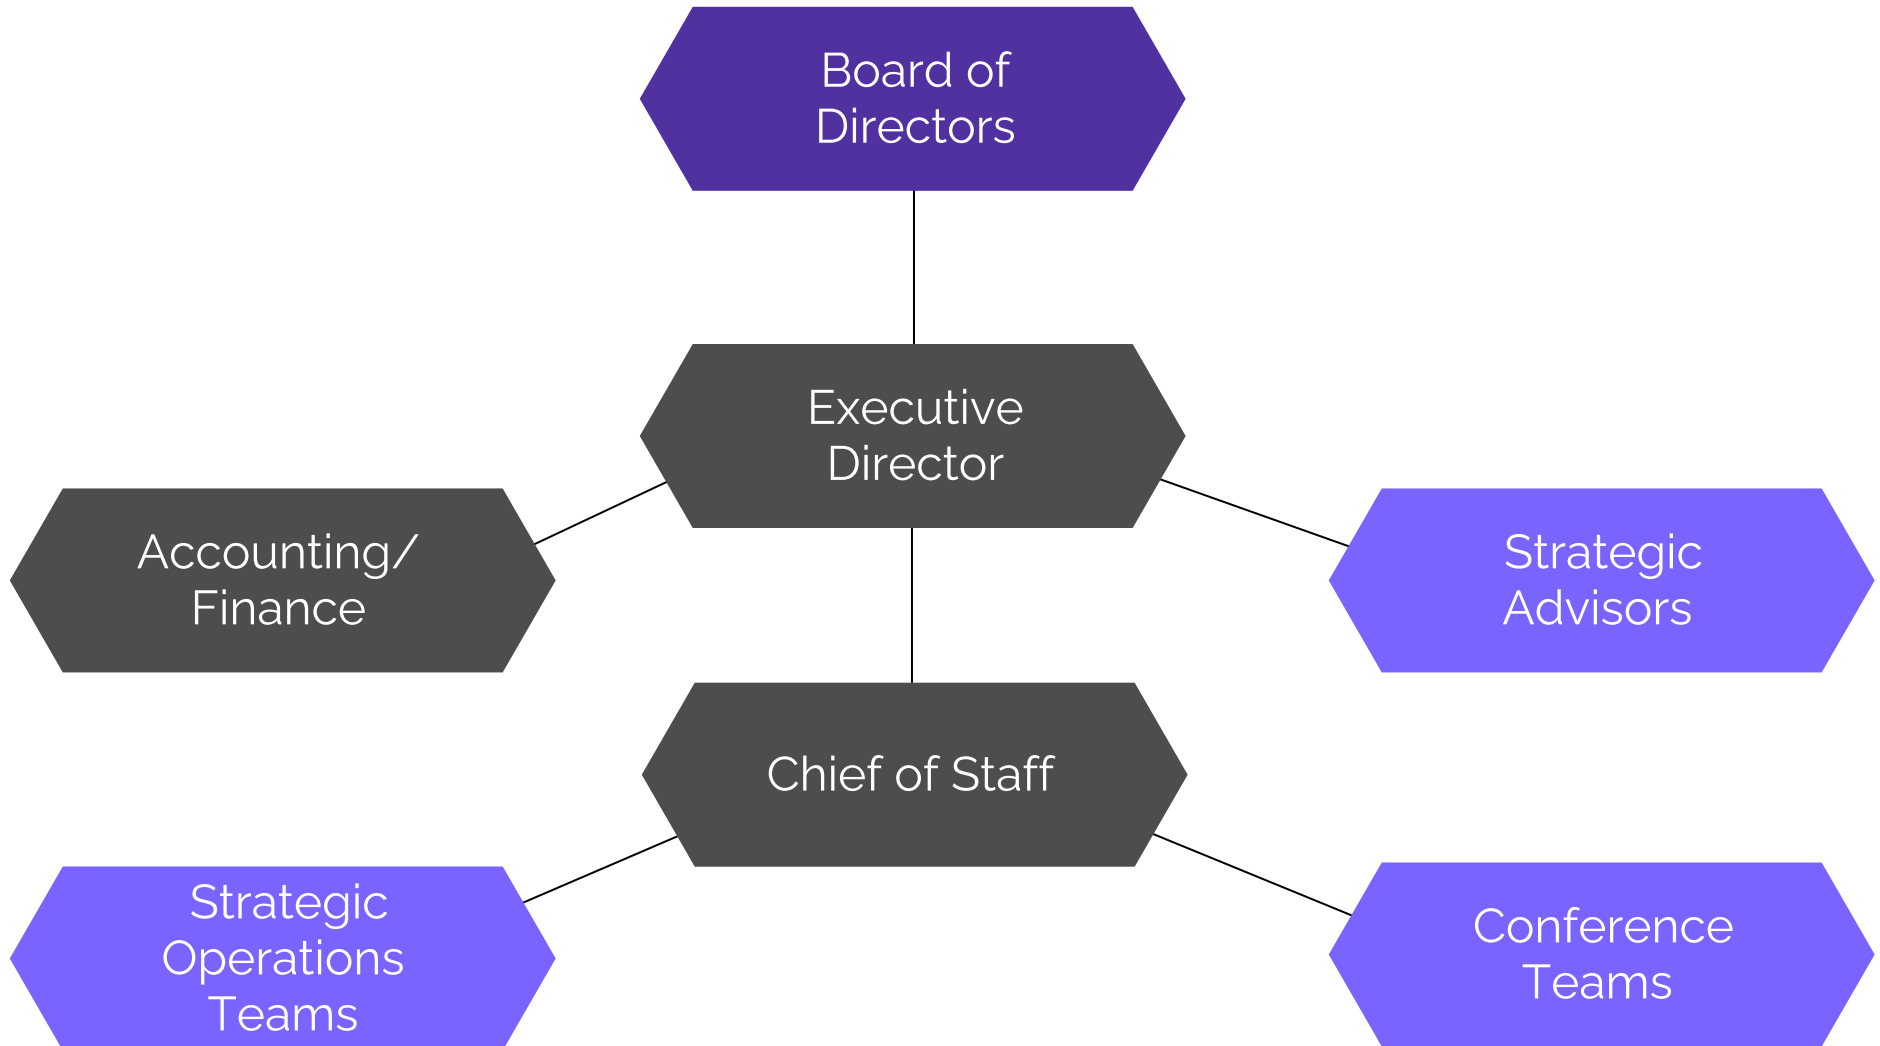 Board of
Directors
Executive
Director
Accounting/
Finance
Strategic
Advisors
Chief of Staff
Strategic
Operations
Teams
Conference
Teams